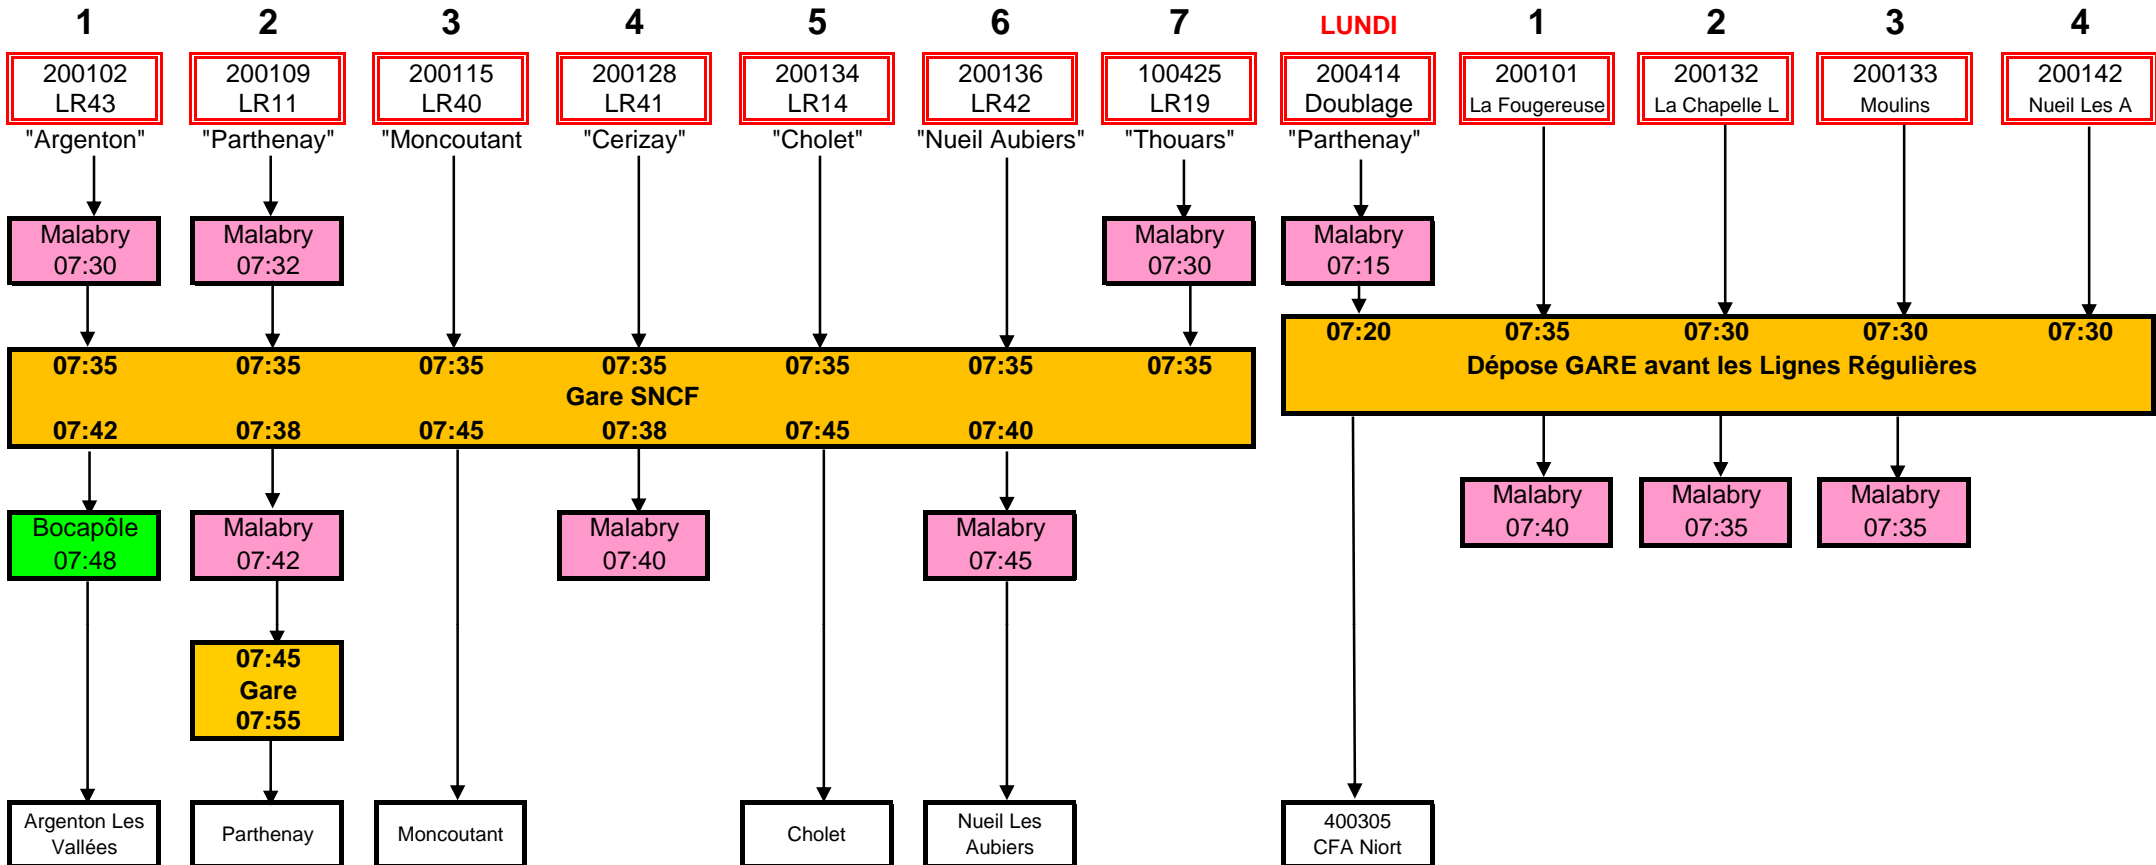 1 2 3 4 5 6 7 LUNDI 1 2 3 4
200102 200109 200115 200128 200134 200136 100425 200414 200101 200132 200133 200142
LR43 LR11 LR40 LR41 LR14 LR42 LR19 Doublage La Fougereuse La Chapelle L Moulins Nueil Les A
"Argenton" "Parthenay" "Moncoutant "Cerizay" "Cholet" "Nueil Aubiers" "Thouars" "Parthenay"
Malabry Malabry Malabry Malabry
07:30 07:32 07:30 07:15
07:20 07:35 07:30 07:30 07:30
07:35 07:35 07:35 07:35 07:35 07:35 07:35 Dépose GARE avant les Lignes Régulières
Gare SNCF
07:42 07:38 07:45 07:38 07:45 07:40
Malabry Malabry Malabry
07:40 07:35 07:35
Bocapôle Malabry Malabry Malabry
07:48 07:42 07:40 07:45
07:45
Gare
07:55
Argenton Les Parthenay Moncoutant Cholet Nueil Les 400305
Vallées Aubiers CFA Niort